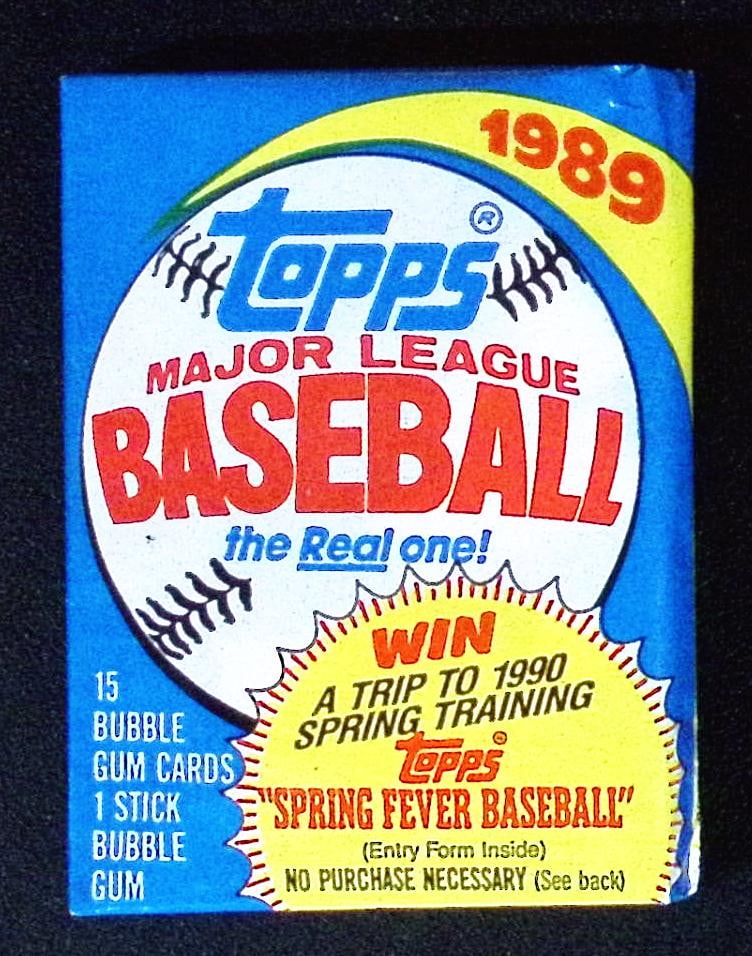 1989
Topps ®
MAJOR LEAGUE
BASEBALL
the Real one!
WIN
A TRIP TO 1990
SPRING TRAINING
Topps®
"SPRING FEVER BASEBALL"
(Entry Form Inside)
NO PURCHASE NECESSARY (See back)
15
BUBBLE
GUM CARDS
1 STICK
BUBBLE
GUM